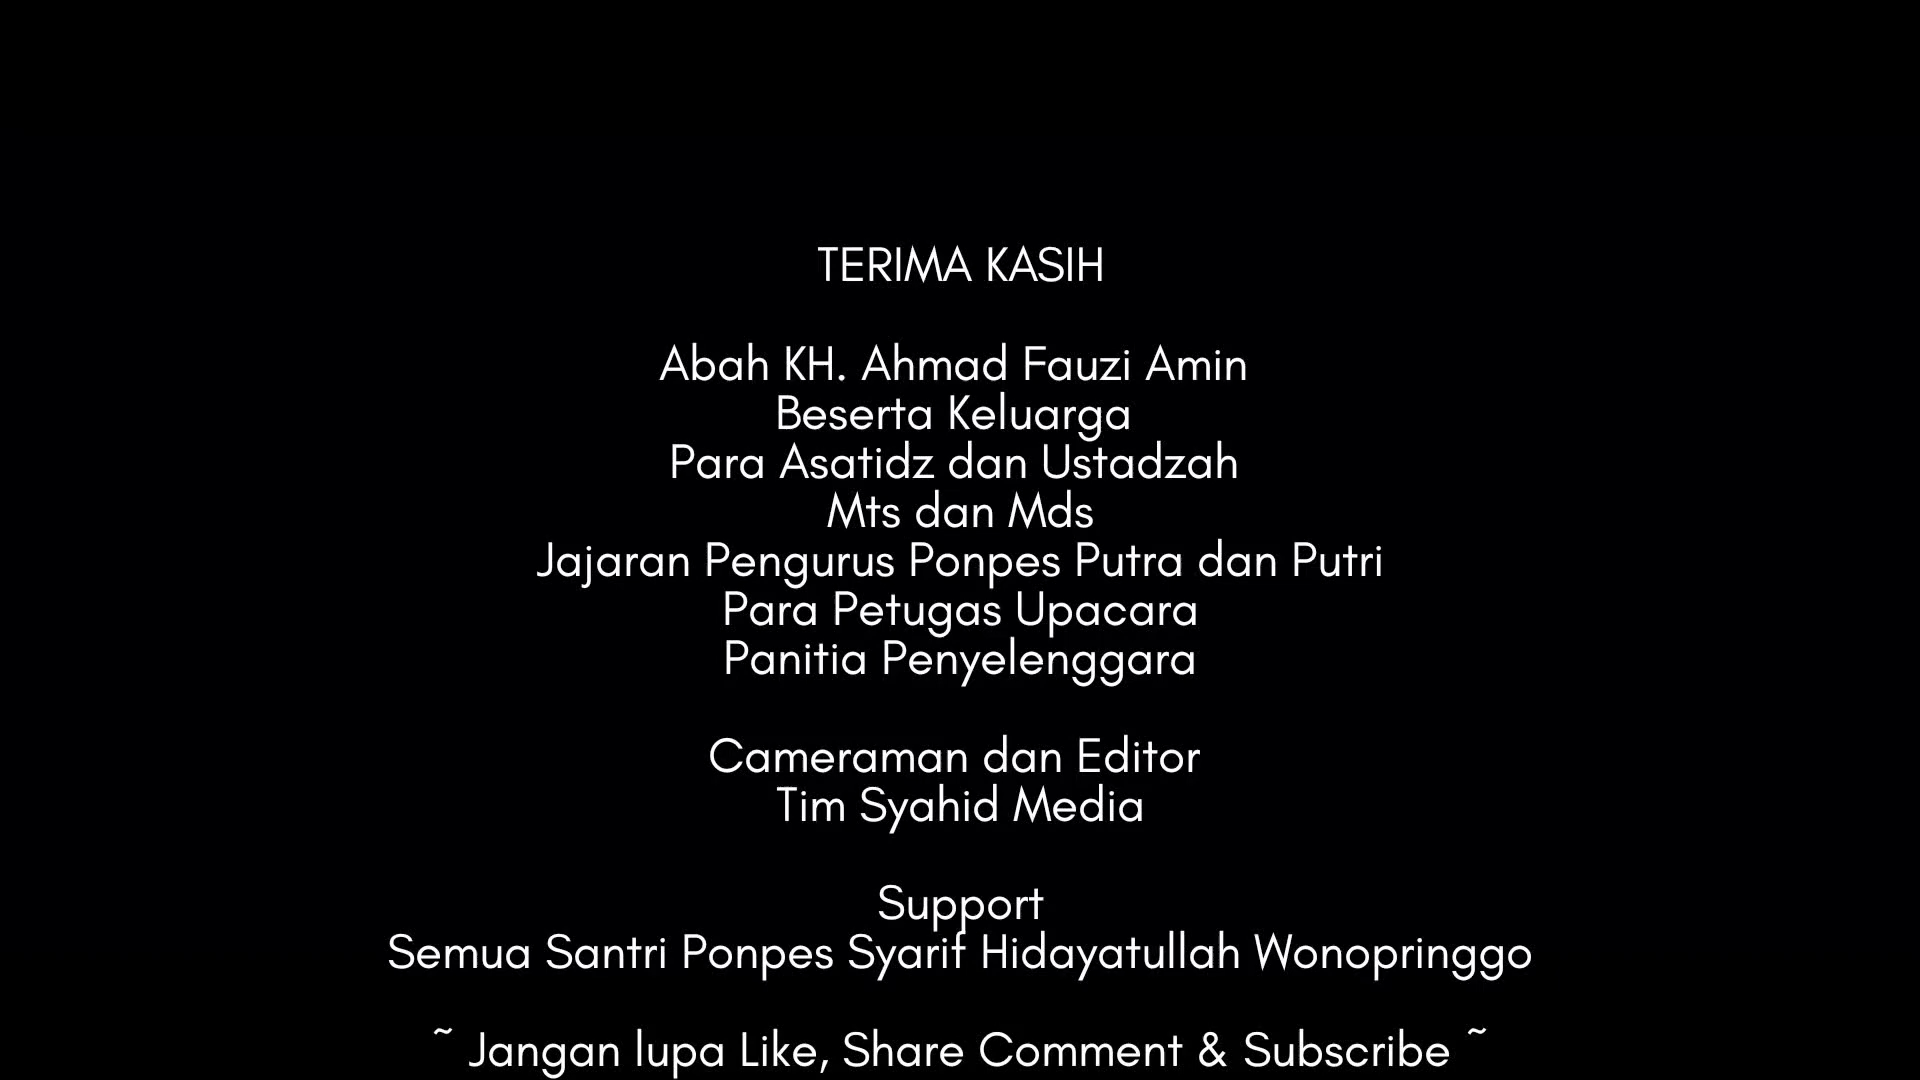 TERIMA KASIH
Abah KH. Ahmad Fauzi Amin
Beserta Keluarga
Para Asatidz dan Ustadzah
Mts dan Mds
Jajaran Pengurus Ponpes Putra dan Putri
Para Petugas Upacara
Panitia Penyelenggara
Cameraman dan Editor
Tim Syahid Media
Support
Semua Santri Ponpes Syarif Hidayatullah Wonopringgo
~ Jangan lupa Like, Share Comment & Subscribe ~